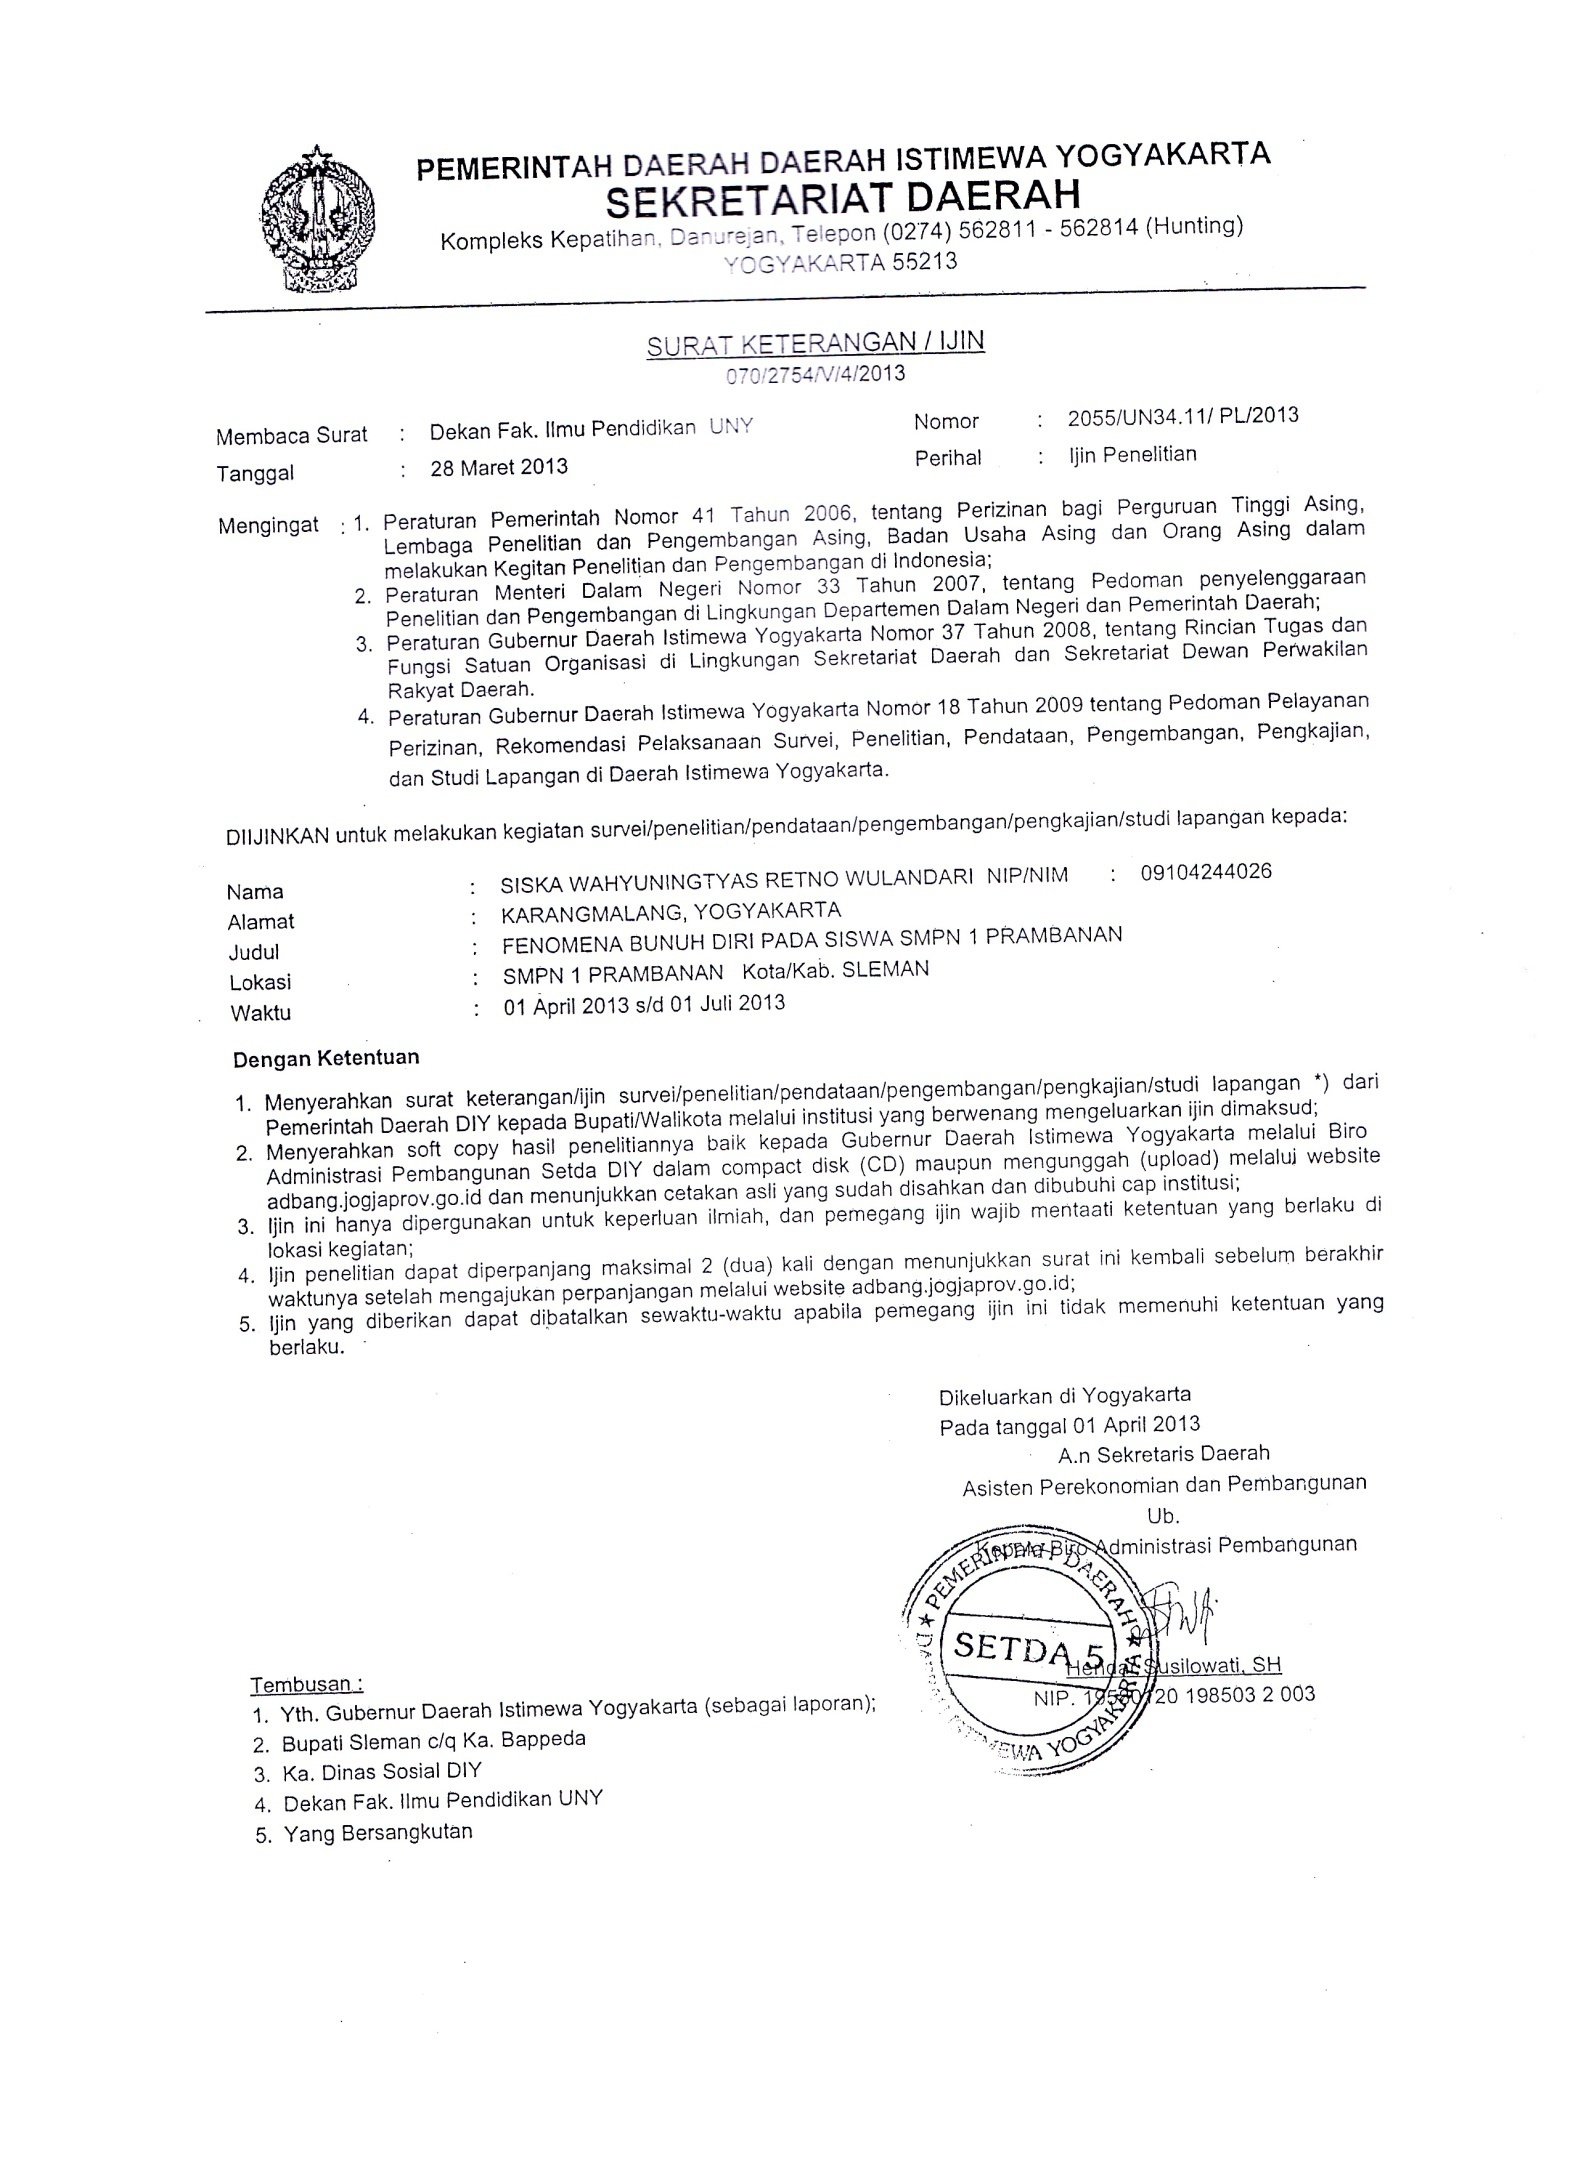 PEMERINTAH DAERAH DAERAH ISTIMEWA YOGYAKARTA
SEKRETARIAT DAERAH
Kompleks Kepatihan, Danurejan, Telepon (0274) 562811 - 562814 (Hunting)
YOGYAKARTA 55213
SURAT KETERANGAN / IJIN
070/2754/V/4/2013
Membaca Surat : Dekan Fak. Ilmu Pendidikan UNY Nomor : 2055/UN34.11/ PL/2013
Tanggal : 28 Maret 2013 Perihal : Ijin Penelitian
Mengingat : 1. Peraturan Pemerintah Nomor 41 Tahun 2006, tentang Perizinan bagi Perguruan Tinggi Asing,
Lembaga Penelitian dan Pengembangan Asing, Badan Usaha Asing dan Orang Asing dalam
melakukan Kegitan Penelitian dan Pengembangan di Indonesia;
2. Peraturan Menteri Dalam Negeri Nomor 33 Tahun 2007, tentang Pedoman penyelenggaraan
Penelitian dan Pengembangan di Lingkungan Departemen Dalam Negeri dan Pemerintah Daerah;
3. Peraturan Gubernur Daerah Istimewa Yogyakarta Nomor 37 Tahun 2008, tentang Rincian Tugas dan
Fungsi Satuan Organisasi di Lingkungan Sekretariat Daerah dan Sekretariat Dewan Perwakilan
Rakyat Daerah.
4. Peraturan Gubernur Daerah Istimewa Yogyakarta Nomor 18 Tahun 2009 tentang Pedoman Pelayanan
Perizinan, Rekomendasi Pelaksanaan Survei, Penelitian, Pendataan, Pengembangan, Pengkajian,
dan Studi Lapangan di Daerah Istimewa Yogyakarta.
DIIJINKAN untuk melakukan kegiatan survei/penelitian/pendataan/pengembangan/pengkajian/studi lapangan kepada:
Nama : SISKA WAHYUNINGTYAS RETNO WULANDARI NIP/NIM : 09104244026
Alamat : KARANGMALANG, YOGYAKARTA
Judul : FENOMENA BUNUH DIRI PADA SISWA SMPN 1 PRAMBANAN
Lokasi : SMPN 1 PRAMBANAN Kota/Kab. SLEMAN
Waktu : 01 April 2013 s/d 01 Juli 2013
Dengan Ketentuan
1. Menyerahkan surat keterangan/ijin survei/penelitian/pendataan/pengembangan/pengkajian/studi lapangan *) dari
Pemerintah Daerah DIY kepada Bupati/Walikota melalui institusi yang berwenang mengeluarkan ijin dimaksud;
2. Menyerahkan soft copy hasil penelitiannya baik kepada Gubernur Daerah Istimewa Yogyakarta melalui Biro
Administrasi Pembangunan Setda DIY dalam compact disk (CD) maupun mengunggah (upload) melalui website
adbang.jogjaprov.go.id dan menunjukkan cetakan asli yang sudah disahkan dan dibubuhi cap institusi;
3. Ijin ini hanya dipergunakan untuk keperluan ilmiah, dan pemegang ijin wajib mentaati ketentuan yang berlaku di
lokasi kegiatan;
4. Ijin penelitian dapat diperpanjang maksimal 2 (dua) kali dengan menunjukkan surat ini kembali sebelum berakhir
waktunya setelah mengajukan perpanjangan melalui website adbang.jogjaprov.go.id;
5. Ijin yang diberikan dapat dibatalkan sewaktu-waktu apabila pemegang ijin ini tidak memenuhi ketentuan yang
berlaku.
Dikeluarkan di Yogyakarta
Pada tanggal 01 April 2013
A.n Sekretaris Daerah
Asisten Perekonomian dan Pembangunan
Ub.
Kepala Biro Administrasi Pembangunan
PEMERINTAH DAERAH
DAERAH ISTIMEWA YOGYAKARTA
SETDA 5
Susilowati, SH
NIP. 198503 2 003
Tembusan :
1. Yth. Gubernur Daerah Istimewa Yogyakarta (sebagai laporan);
2. Bupati Sleman c/q Ka. Bappeda
3. Ka. Dinas Sosial DIY
4. Dekan Fak. Ilmu Pendidikan UNY
5. Yang Bersangkutan